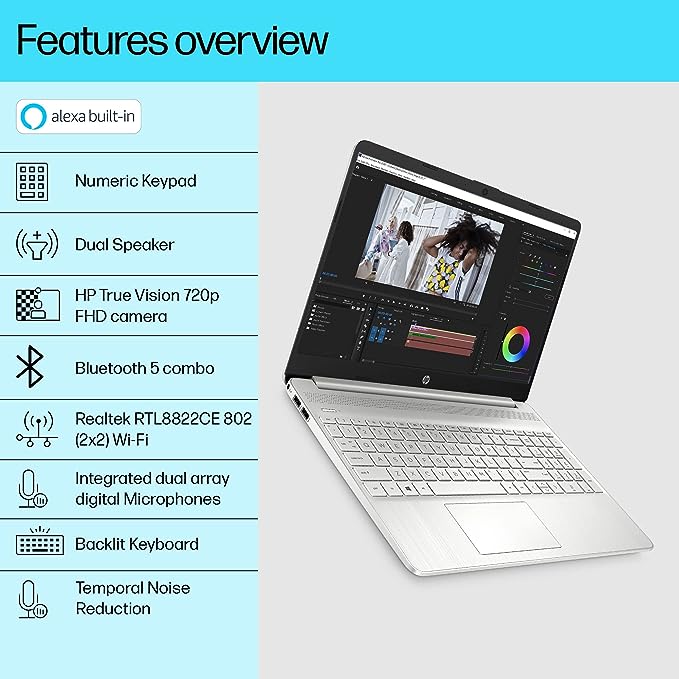 Features overview
alexa built-in
Numeric Keypad
Dual Speaker
HP True Vision 720p
FHD camera
Bluetooth 5 combo
Realtek RTL8822CE 802
(2x2) Wi-Fi
Integrated dual array
digital Microphones
Backlit Keyboard
Temporal Noise
Reduction
hp